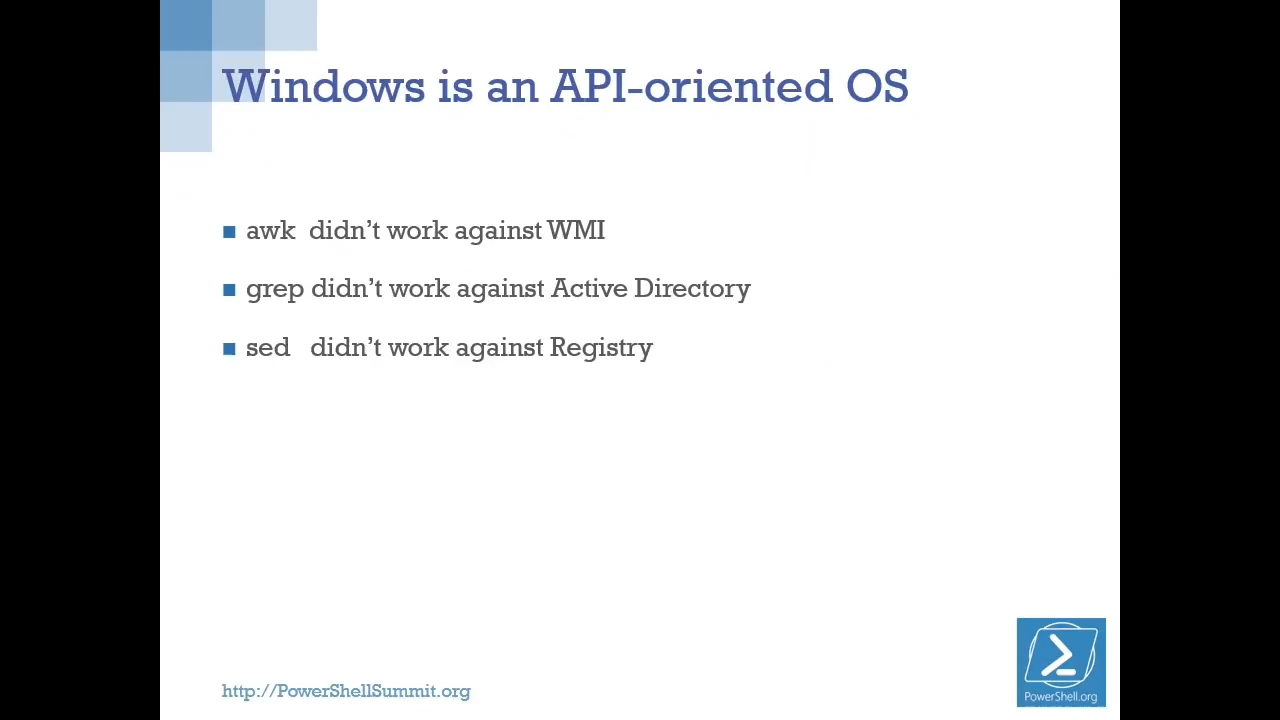 Windows is an API-oriented OS
awk didn’t work against WMI
grep didn’t work against Active Directory
sed didn’t work against Registry
http://PowerShellSummit.org
PowerShell.org